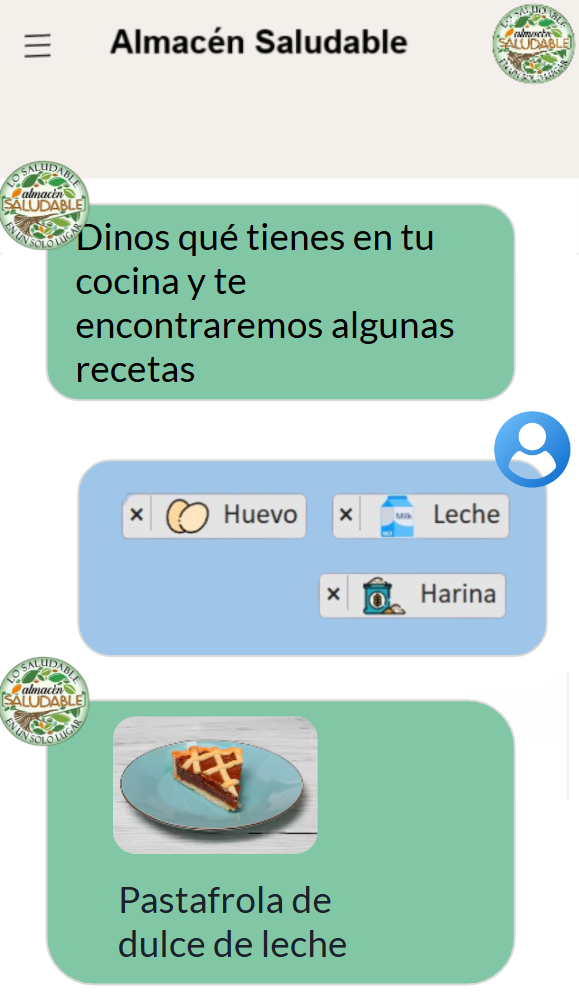 Almacén Saludable
LO SALUDABLE
almacén
SALUDABLE
EN UN SOLO LUGAR
LO SALUDABLE
almacén
SALUDABLE
EN UN SOLO LUGAR
Dinos qué tienes en tu
cocina y te
encontraremos algunas
recetas
× Huevo
× Milk Leche
× Harina
LO SALUDABLE
almacén
SALUDABLE
EN UN SOLO LUGAR
Pastafrola de
dulce de leche